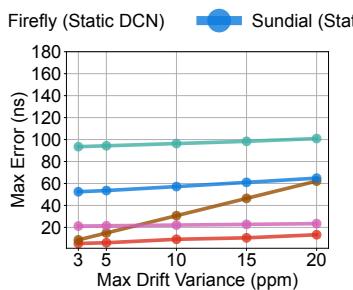 Firefly (Static DCN) Sundial (Stat
180
160
140
120
100
80
60
40
20
Max Error (ns)
3 5 10 15 20
Max Drift Variance (ppm)